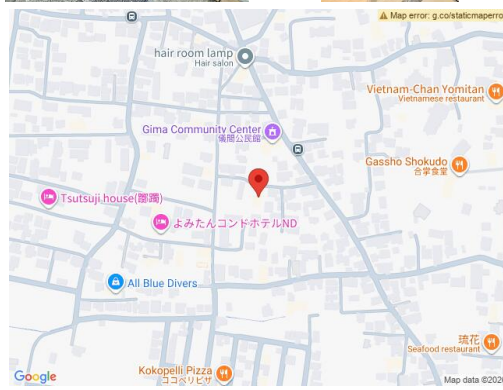 Map error: g.co/staticmaperr
hair room lamp
Hair salon
Vietnam-Chan Yomitan
Vietnamese restaurant
Gima Community Center
儀間公民館
Gassho Shokudo
合掌食堂
Tsutsuji house(躑躅)
よみたんコンドホテルND
All Blue Divers
琉花
Seafood restaurant
Kokopelli Pizza
ココペリピザ
Google
Map data ©202